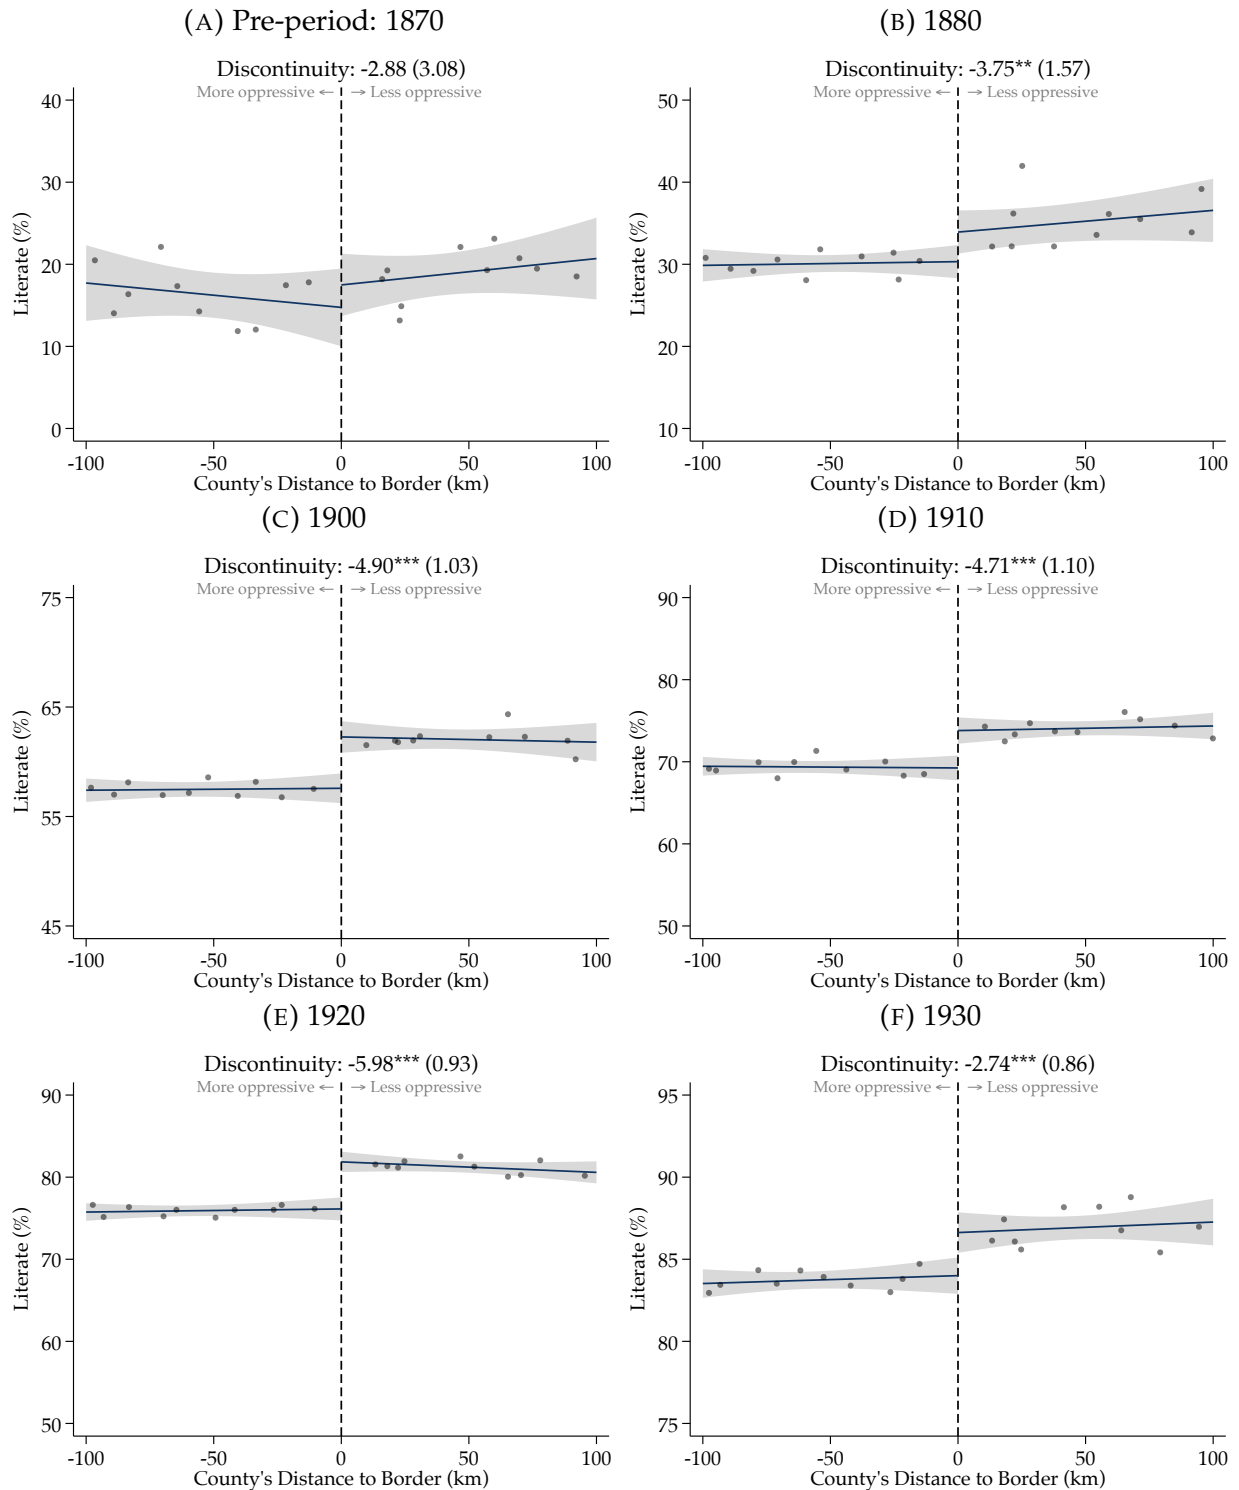 (A) Pre-period: 1870
Discontinuity: -2.88 (3.08)
More oppressive ← → Less oppressive
Literate (%)
40
30
20
10
0
-100 -50 0 50 100
County's Distance to Border (km)
(B) 1880
Discontinuity: -3.75** (1.57)
More oppressive ← → Less oppressive
Literate (%)
50
40
30
20
10
-100 -50 0 50 100
County's Distance to Border (km)
(C) 1900
Discontinuity: -4.90*** (1.03)
More oppressive ← → Less oppressive
Literate (%)
75
65
55
45
-100 -50 0 50 100
County's Distance to Border (km)
(D) 1910
Discontinuity: -4.71*** (1.10)
More oppressive ← → Less oppressive
Literate (%)
90
80
70
60
50
-100 -50 0 50 100
County's Distance to Border (km)
(E) 1920
Discontinuity: -5.98*** (0.93)
More oppressive ← → Less oppressive
Literate (%)
90
80
70
60
50
-100 -50 0 50 100
County's Distance to Border (km)
(F) 1930
Discontinuity: -2.74*** (0.86)
More oppressive ← → Less oppressive
Literate (%)
95
90
85
80
75
-100 -50 0 50 100
County's Distance to Border (km)